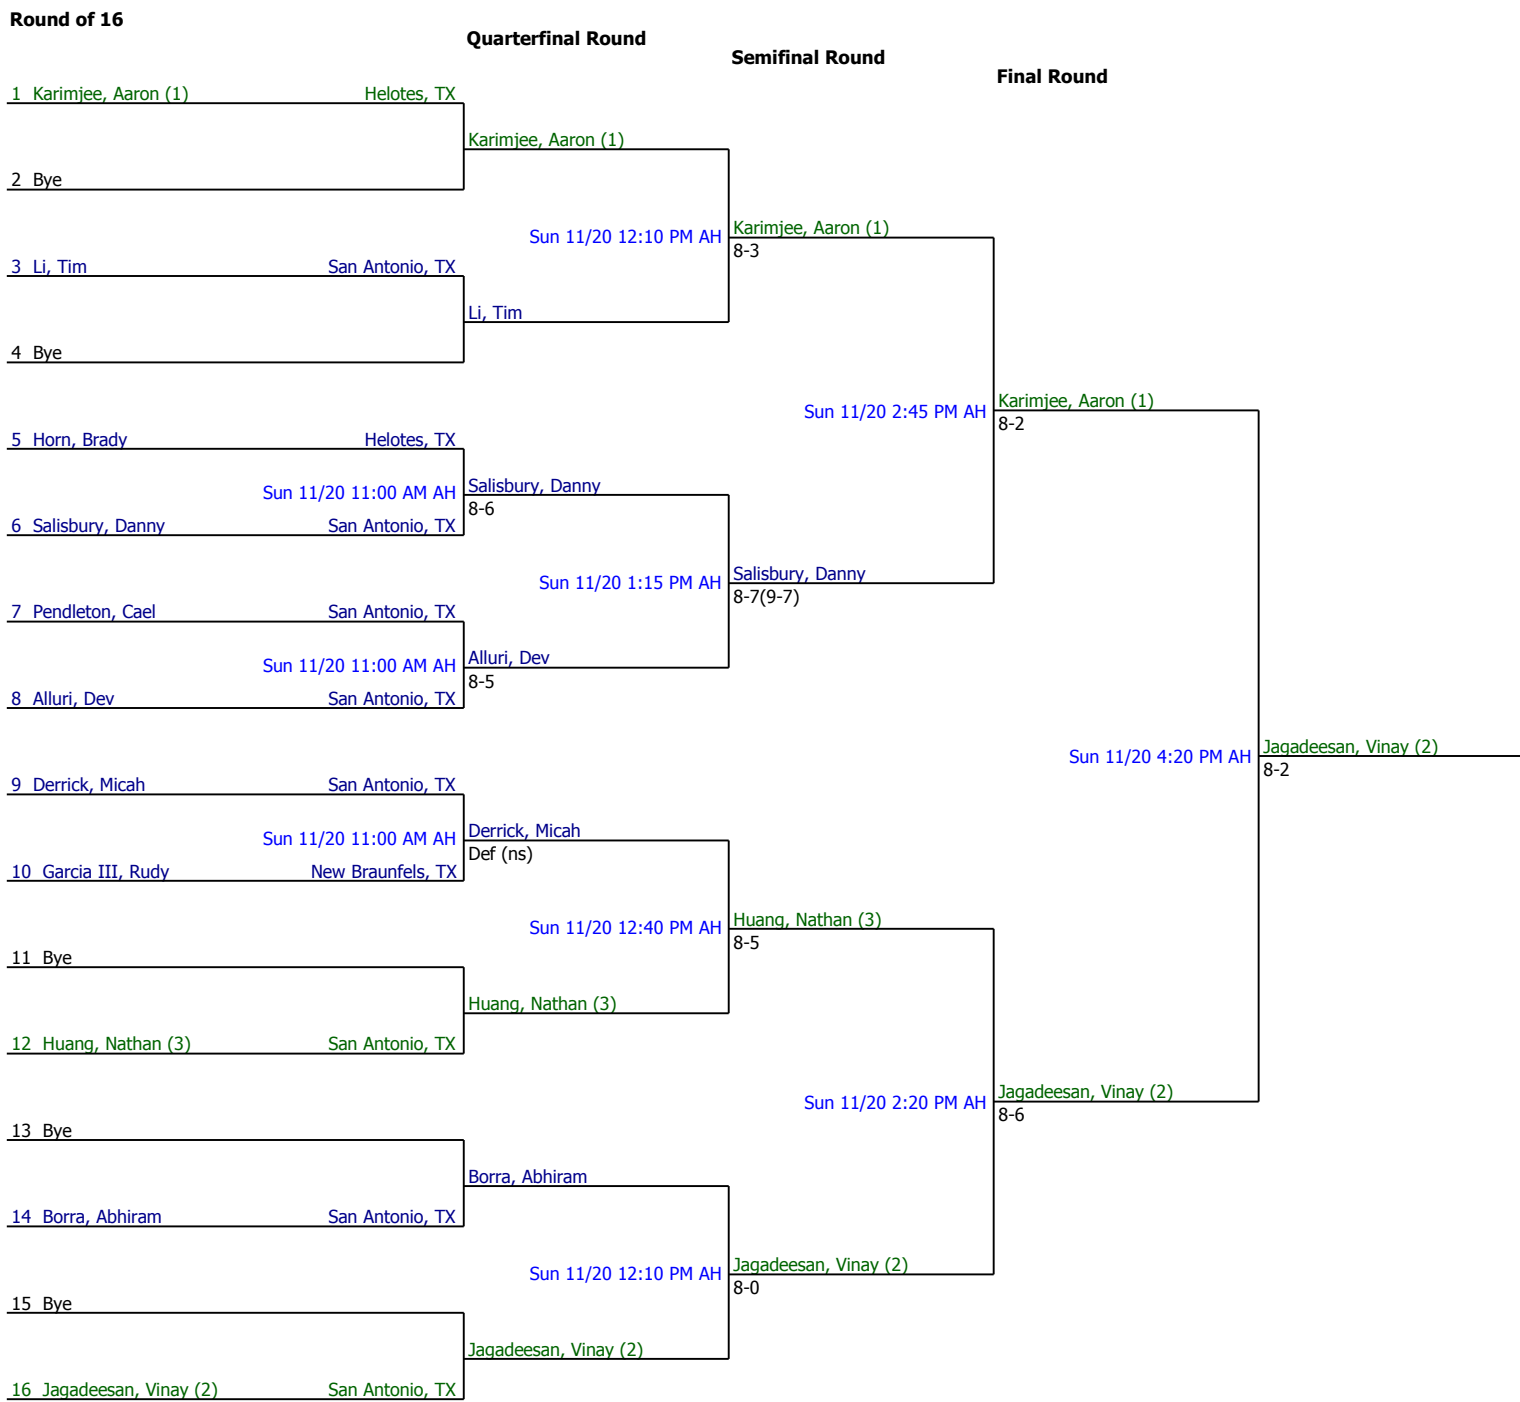 Round of 16
Quarterfinal Round
Semifinal Round
Final Round
1 Karimjee, Aaron (1) Helotes, TX
Karimjee, Aaron (1)
2 Bye
Sun 11/20 12:10 PM AH Karimjee, Aaron (1)
8-3
3 Li, Tim San Antonio, TX
Li, Tim
4 Bye
Sun 11/20 2:45 PM AH Karimjee, Aaron (1)
8-2
5 Horn, Brady Helotes, TX
Sun 11/20 11:00 AM AH Salisbury, Danny
8-6
6 Salisbury, Danny San Antonio, TX
Sun 11/20 1:15 PM AH Salisbury, Danny
8-7(9-7)
7 Pendleton, Cael San Antonio, TX
Sun 11/20 11:00 AM AH Alluri, Dev
8-5
8 Alluri, Dev San Antonio, TX
Sun 11/20 4:20 PM AH Jagadeesan, Vinay (2)
8-2
9 Derrick, Micah San Antonio, TX
Sun 11/20 11:00 AM AH Derrick, Micah
Def (ns)
10 Garcia III, Rudy New Braunfels, TX
Sun 11/20 12:40 PM AH Huang, Nathan (3)
8-5
11 Bye
Huang, Nathan (3)
12 Huang, Nathan (3) San Antonio, TX
Sun 11/20 2:20 PM AH Jagadeesan, Vinay (2)
8-6
13 Bye
Borra, Abhiram
14 Borra, Abhiram San Antonio, TX
Sun 11/20 12:10 PM AH Jagadeesan, Vinay (2)
8-0
15 Bye
Jagadeesan, Vinay (2)
16 Jagadeesan, Vinay (2) San Antonio, TX